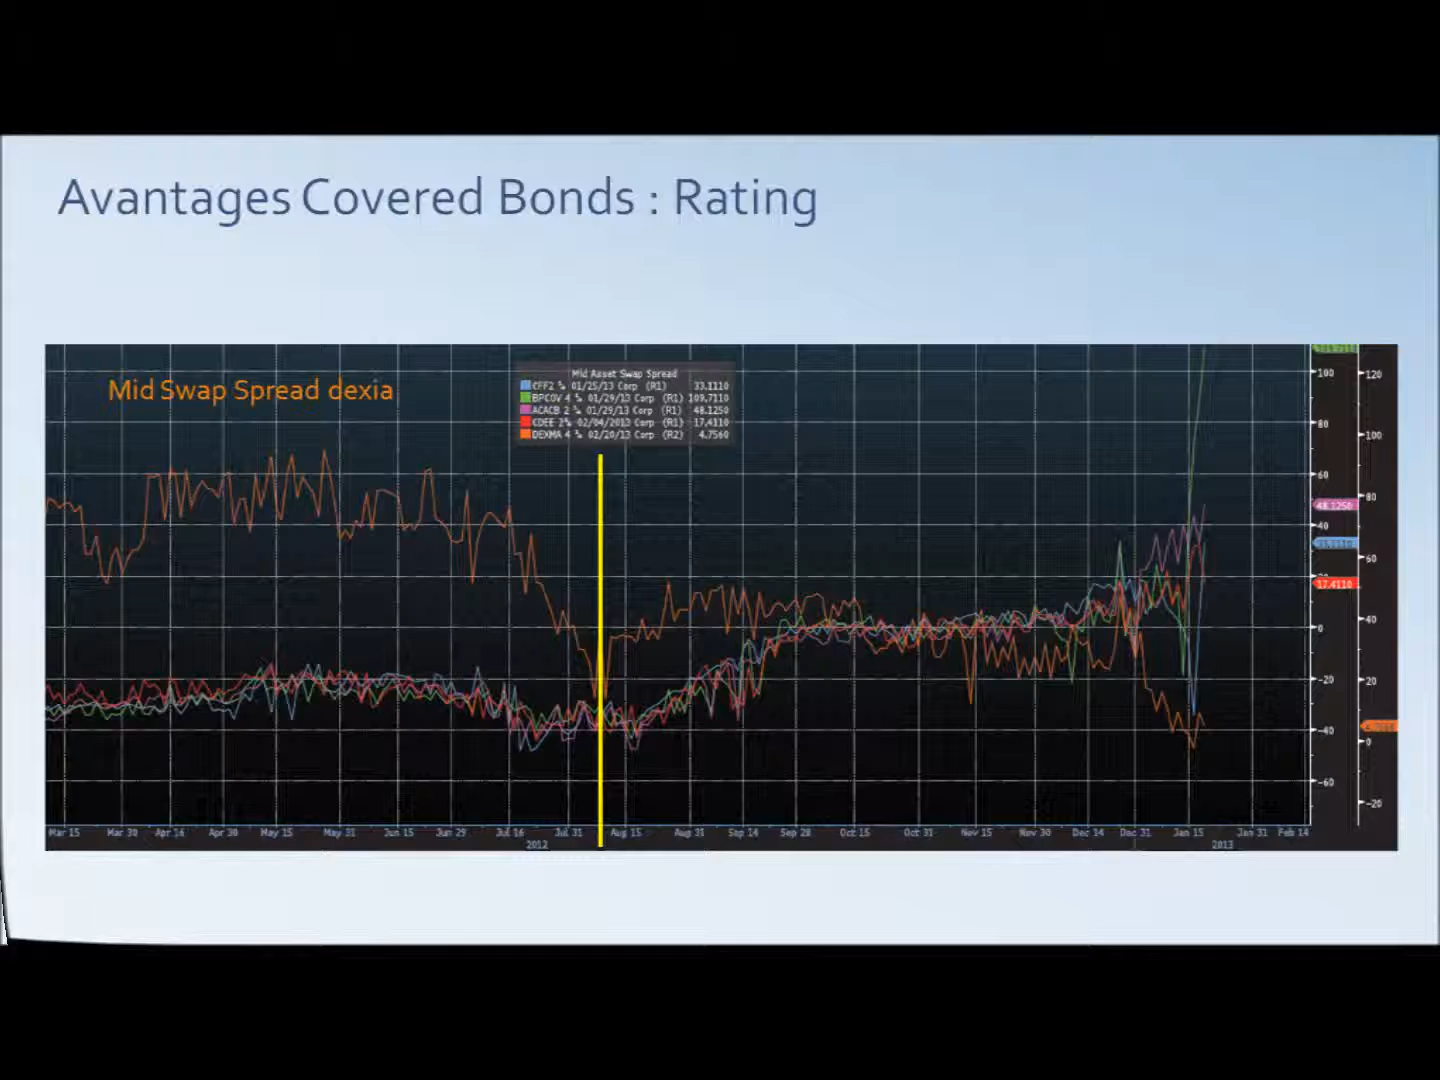 Avantages Covered Bonds : Rating
Mid Swap Spread dexia
Mid Asset Swap Spread
CFF2 ⅜ 01/25/13 Corp (R1) 33.1110
BPCOV 4 ⅜ 01/29/13 Corp (R1) 109.7110
ACACB 2 ⅜ 01/29/13 Corp (R1) 48.1250
CDEE 2⅜ 02/04/2013 Corp (R1) 17.4110
DEXMA 4 ⅜ 02/20/13 Corp (R2) 4.7560
100
80
60
48.1250
40
33.1110
20
17.4110
0
-20
-40
-60
120
100
80
60
40
20
0
-20
Mar 15 Mar 30 Apr 16 Apr 30 May 15 May 31 Jun 15 Jun 29 Jul 16 Jul 31 Aug 15 Aug 31 Sep 14 Sep 28 Oct 15 Oct 31 Nov 15 Nov 30 Dec 14 Dec 31 Jan 15 Jan 31 Feb 14
2012 2013